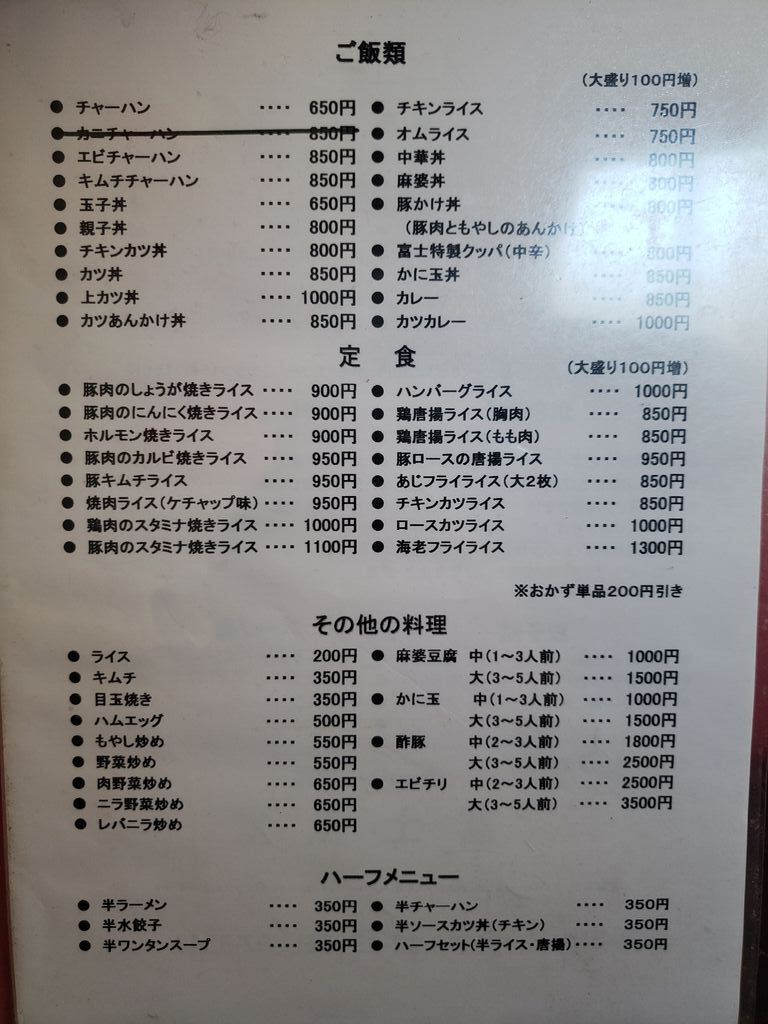 ご飯類
(大盛り100円増)
● チャーハン ‥‥ 650円
● カニチャーハン ‥‥ 850円
● エビチャーハン ‥‥ 850円
● キムチチャーハン ‥‥ 850円
● 玉子丼 ‥‥ 650円
● 親子丼 ‥‥ 800円
● チキンカツ丼 ‥‥ 800円
● カツ丼 ‥‥ 850円
● 上カツ丼 ‥‥ 1000円
● カツあんかけ丼 ‥‥ 850円
● チキンライス ‥‥ 750円
● オムライス ‥‥ 750円
● 中華丼 ‥‥ 800円
● 麻婆丼 ‥‥ 800円
● 豚かけ丼 ‥‥ 800円
(豚肉ともやしのあんかけ)
● 富士特製クッパ(中辛) ‥‥ 800円
● かに玉丼 ‥‥ 850円
● カレー ‥‥ 850円
● カツカレー ‥‥ 1000円
定 食
(大盛り100円増)
● 豚肉のしょうが焼きライス ‥‥ 900円
● 豚肉のにんにく焼きライス ‥‥ 900円
● ホルモン焼きライス ‥‥ 900円
● 豚肉のカルビ焼きライス ‥‥ 950円
● 豚キムチライス ‥‥ 950円
● 焼肉ライス(ケチャップ味) ‥‥ 950円
● 鶏肉のスタミナ焼きライス ‥‥ 1000円
● 豚肉のスタミナ焼きライス ‥‥ 1100円
● ハンバーグライス ‥‥ 1000円
● 鶏唐揚ライス(胸肉) ‥‥ 850円
● 鶏唐揚ライス(もも肉) ‥‥ 850円
● 豚ロースの唐揚ライス ‥‥ 950円
● あじフライライス(大2枚) ‥‥ 850円
● チキンカツライス ‥‥ 850円
● ロースカツライス ‥‥ 1000円
● 海老フライライス ‥‥ 1300円
※おかず単品200円引き
その他の料理
● ライス ‥‥ 200円
● キムチ ‥‥ 350円
● 目玉焼き ‥‥ 350円
● ハムエッグ ‥‥ 500円
● もやし炒め ‥‥ 550円
● 野菜炒め ‥‥ 550円
● 肉野菜炒め ‥‥ 650円
● ニラ野菜炒め ‥‥ 650円
● レバニラ炒め ‥‥ 650円
● 麻婆豆腐 中(1~3人前) ‥‥ 1000円
大(3~5人前) ‥‥ 1500円
● かに玉 中(1~3人前) ‥‥ 1000円
大(3~5人前) ‥‥ 1500円
● 酢豚 中(2~3人前) ‥‥ 1800円
大(3~5人前) ‥‥ 2500円
● エビチリ 中(2~3人前) ‥‥ 2500円
大(3~5人前) ‥‥ 3500円
ハーフメニュー
● 半ラーメン ‥‥ 350円
● 半水餃子 ‥‥ 350円
● 半ワンタンスープ ‥‥ 350円
● 半チャーハン ‥‥ 350円
● 半ソースカツ丼(チキン) ‥‥ 350円
● ハーフセット(半ライス・唐揚) ‥‥ 350円